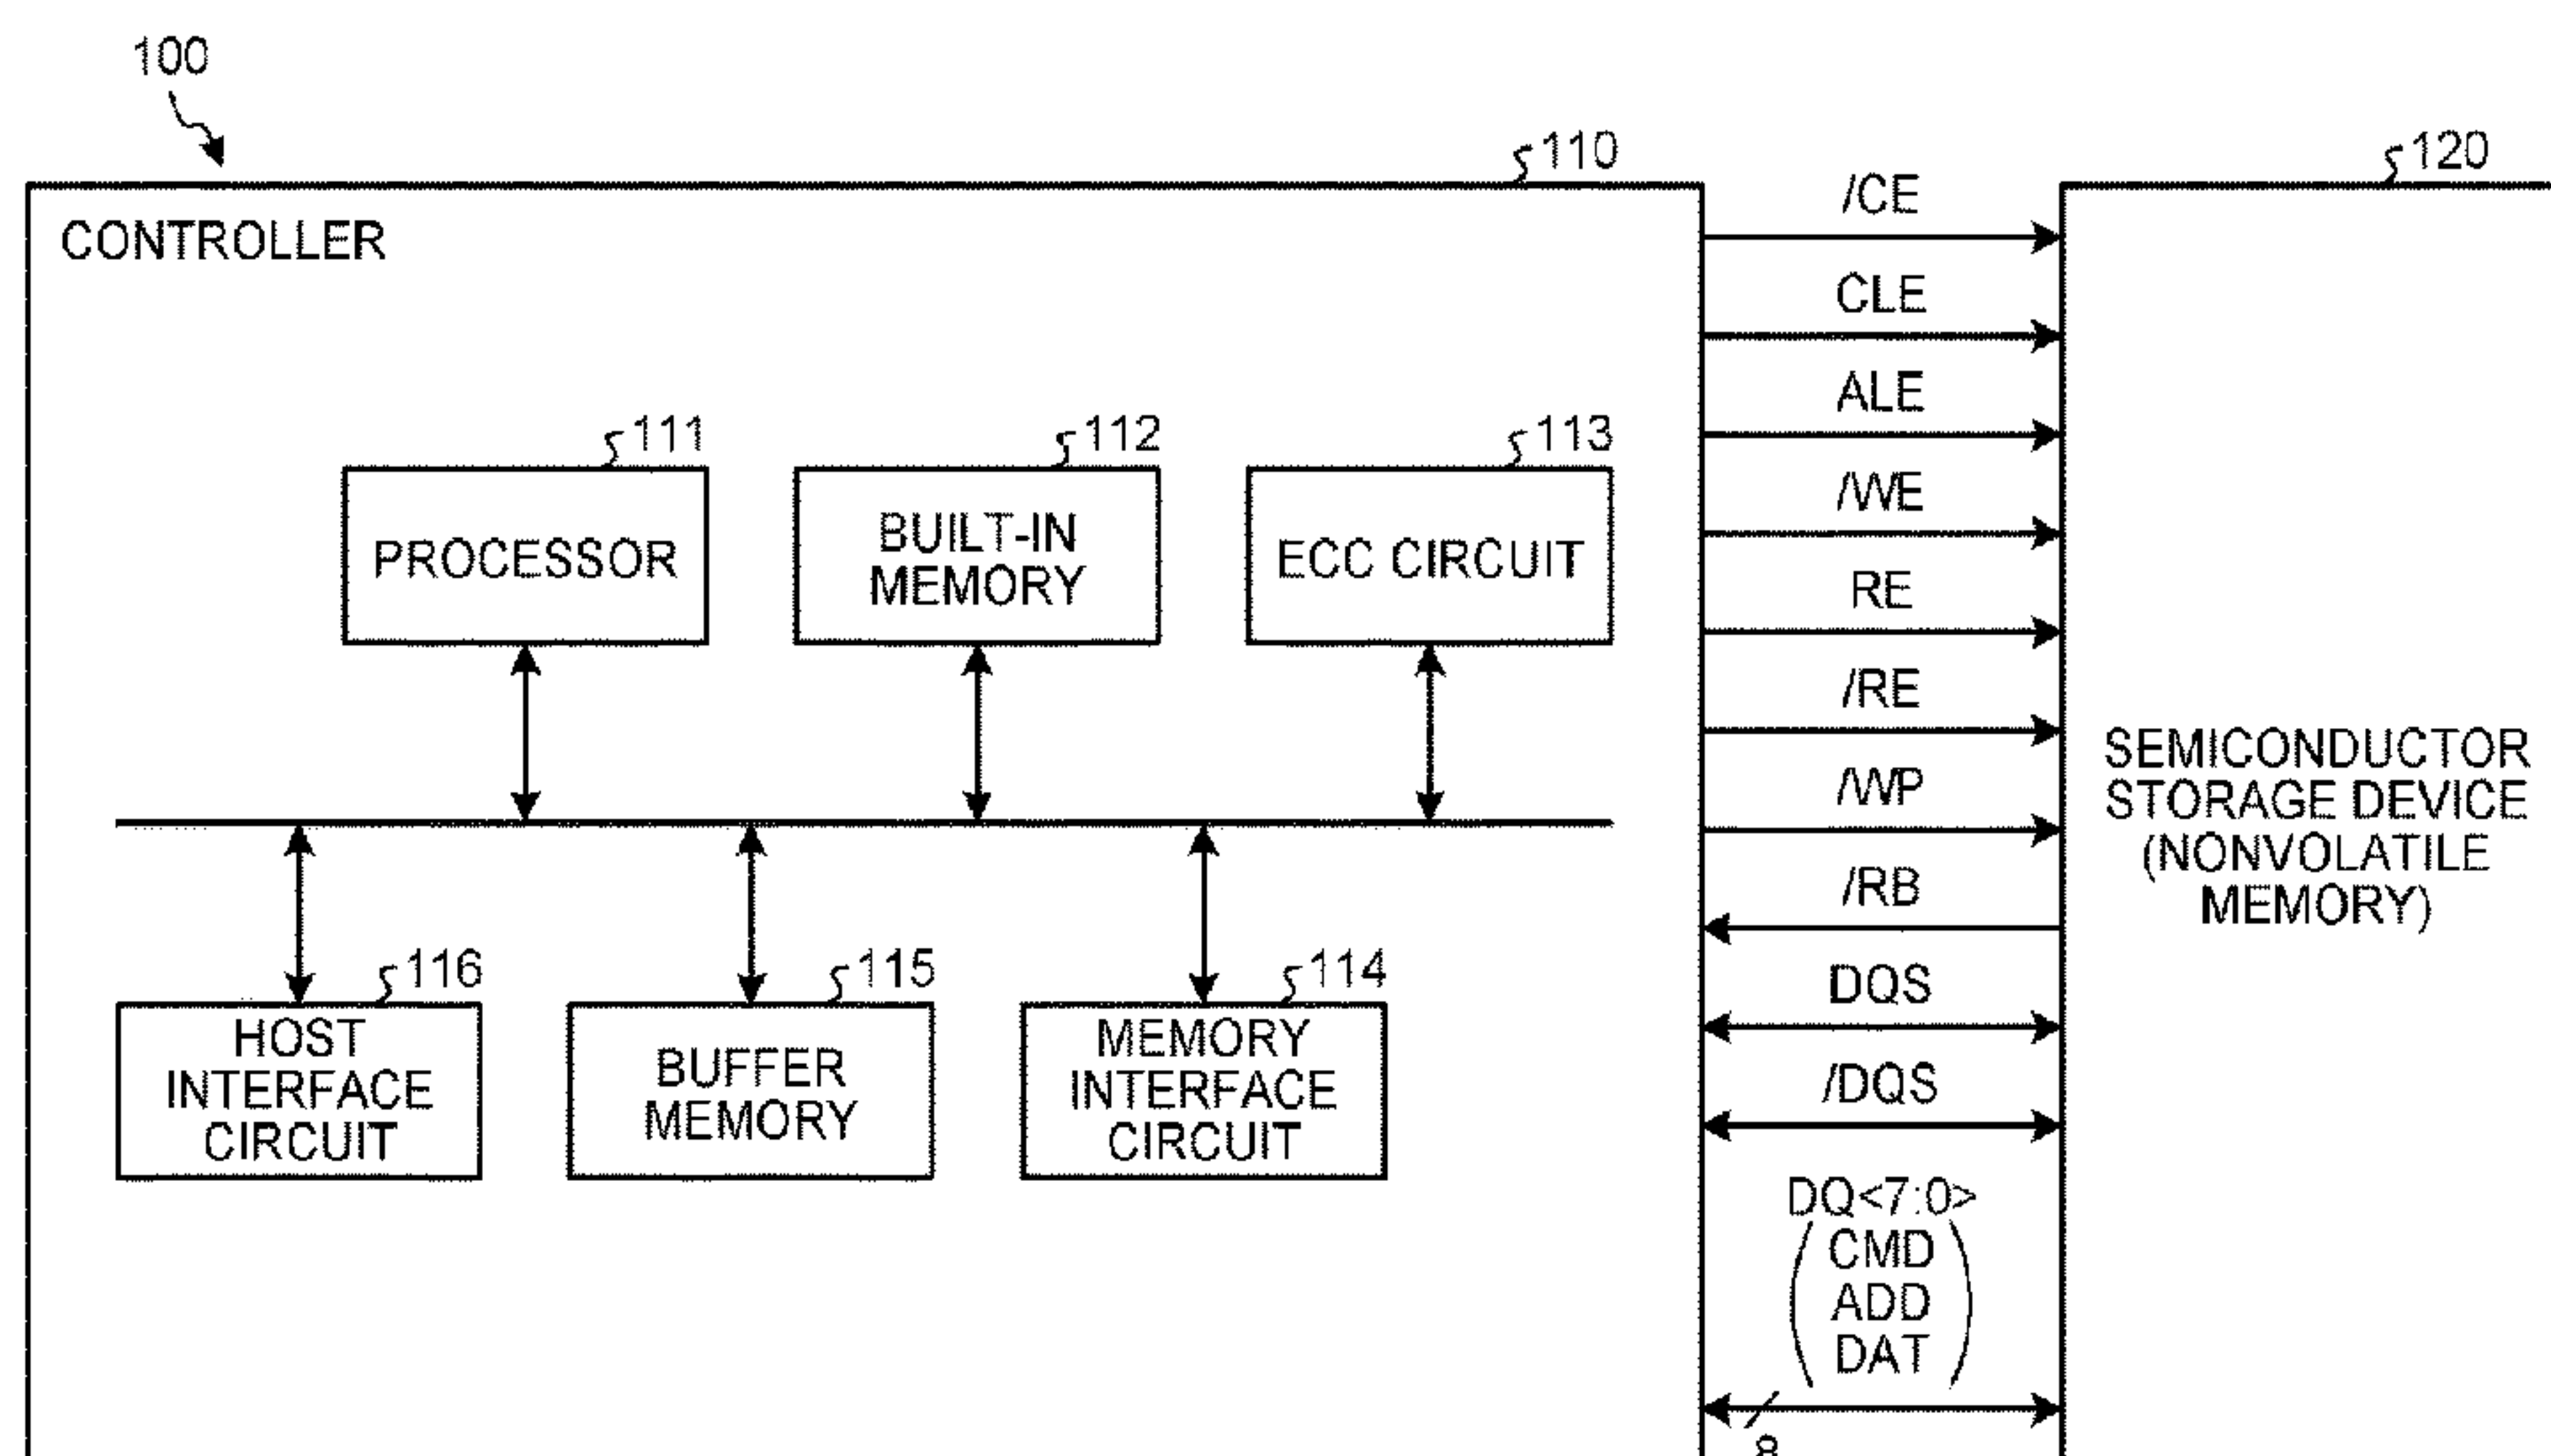 100
110
120
CONTROLLER
/CE
CLE
ALE
/WE
RE
/RE
/WP
/RB
DQS
/DQS
DQ<7:0>
CMD
ADD
DAT
8
111
PROCESSOR
112
BUILT-IN
MEMORY
113
ECC CIRCUIT
116
HOST
INTERFACE
CIRCUIT
115
BUFFER
MEMORY
114
MEMORY
INTERFACE
CIRCUIT
SEMICONDUCTOR
STORAGE DEVICE
(NONVOLATILE
MEMORY)